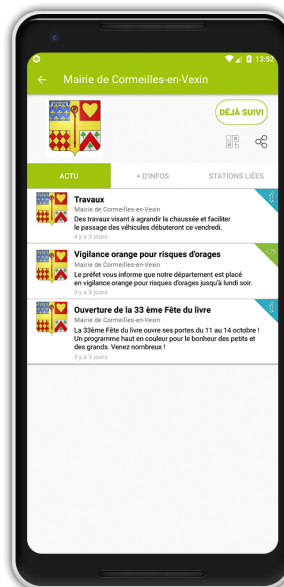 13:52
Mairie de Cormeilles-en-Vexin
DÉJÀ SUIVI
ACTU
+ D'INFOS
STATIONS LIÉES
Travaux
Mairie de Cormeilles-en-Vexin
Des travaux visant à agrandir la chaussée et faciliter
le passage des véhicules débuteront ce vendredi.
il y a 5 jours
Vigilance orange pour risques d'orages
Mairie de Cormeilles-en-Vexin
Le préfet vous informe que notre département est placé
en vigilance orange pour risques d'orages jusqu'à lundi soir.
il y a 5 jours
Ouverture de la 33 ème Fête du livre
Mairie de Cormeilles-en-Vexin
La 33ème Fête du livre ouvre ses portes du 11 au 14 octobre !
Un programme haut en couleur pour le bonheur des petits et
des grands. Venez nombreux !
il y a 5 jours